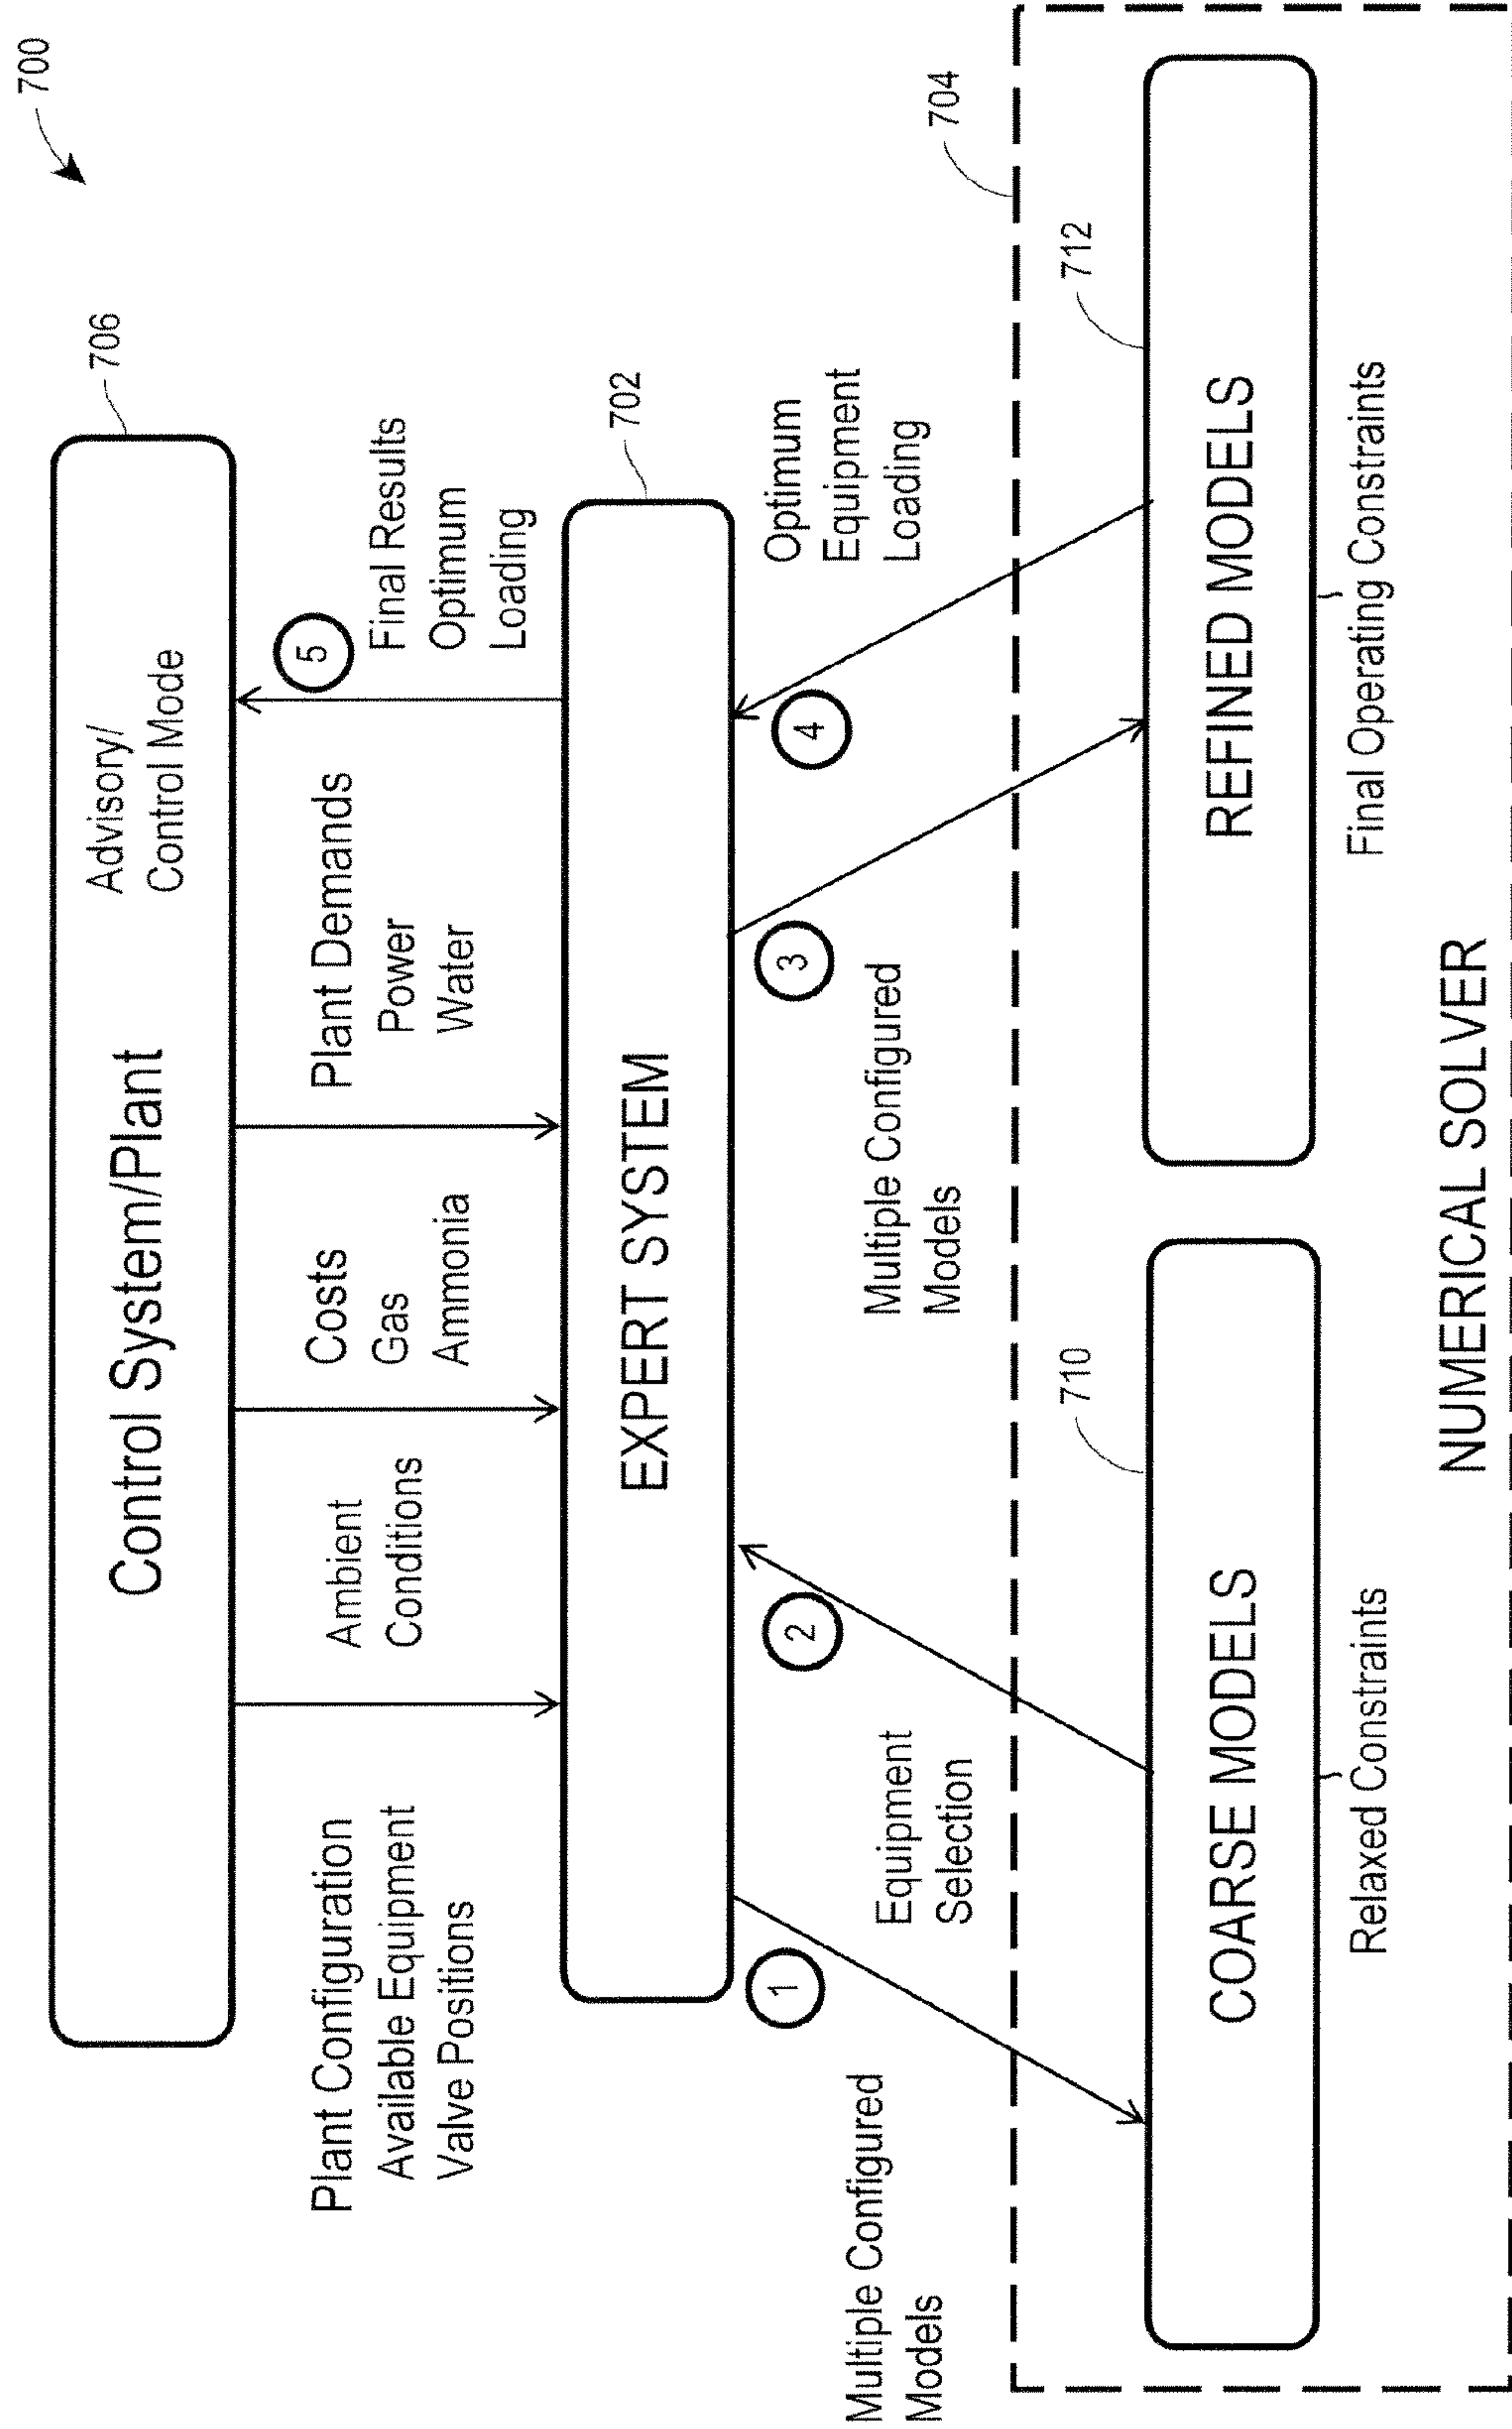 700
706
Control System/Plant
Advisory/
Control Mode
Plant Configuration
Available Equipment
Valve Positions
Ambient
Conditions
Costs
Gas
Ammonia
Plant Demands
Power
Water
5
Final Results
Optimum
Loading
702
EXPERT SYSTEM
1
Multiple Configured
Models
2
Equipment
Selection
3
Multiple Configured
Models
4
Optimum
Equipment
Loading
704
710
COARSE MODELS
Relaxed Constraints
712
REFINED MODELS
Final Operating Constraints
NUMERICAL SOLVER